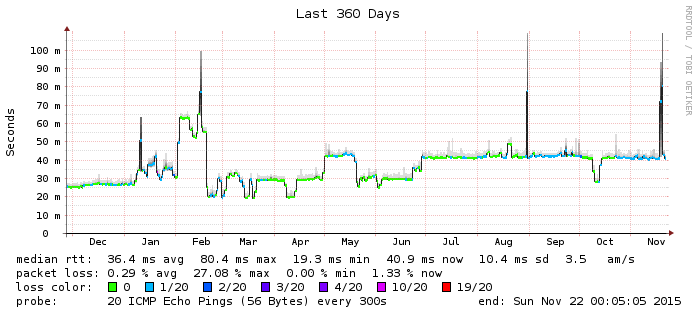 Last 360 Days
RRDTOOL / TOBI OETIKER
Seconds
100 m
90 m
80 m
70 m
60 m
50 m
40 m
30 m
20 m
10 m
0
Dec Jan Feb Mar Apr May Jun Jul Aug Sep Oct Nov
median rtt: 36.4 ms avg 80.4 ms max 19.3 ms min 40.9 ms now 10.4 ms sd 3.5 am/s
packet loss: 0.29 % avg 27.08 % max 0.00 % min 1.33 % now
loss color: 0 1/20 2/20 3/20 4/20 10/20 19/20
probe: 20 ICMP Echo Pings (56 Bytes) every 300s end: Sun Nov 22 00:05:05 2015